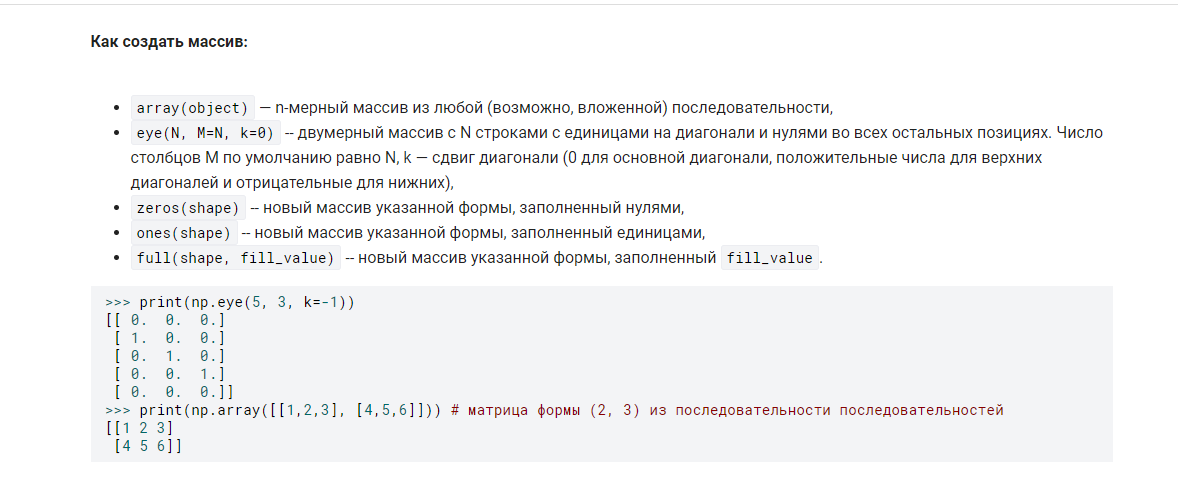 Как создать массив:
array(object) — n-мерный массив из любой (возможно, вложенной) последовательности,
eye(N, M=N, k=0) -- двумерный массив с N строками с единицами на диагонали и нулями во всех остальных позициях. Число
столбцов M по умолчанию равно N, k — сдвиг диагонали (0 для основной диагонали, положительные числа для верхних
диагоналей и отрицательные для нижних),
zeros(shape) -- новый массив указанной формы, заполненный нулями,
ones(shape) -- новый массив указанной формы, заполненный единицами,
full(shape, fill_value) -- новый массив указанной формы, заполненный fill_value.
>>> print(np.eye(5, 3, k=-1))
[[ 0.  0.  0.]
 [ 1.  0.  0.]
 [ 0.  1.  0.]
 [ 0.  0.  1.]
 [ 0.  0.  0.]]
>>> print(np.array([[1,2,3], [4,5,6]])) # матрица формы (2, 3) из последовательности последовательностей
[[1 2 3]
 [4 5 6]]